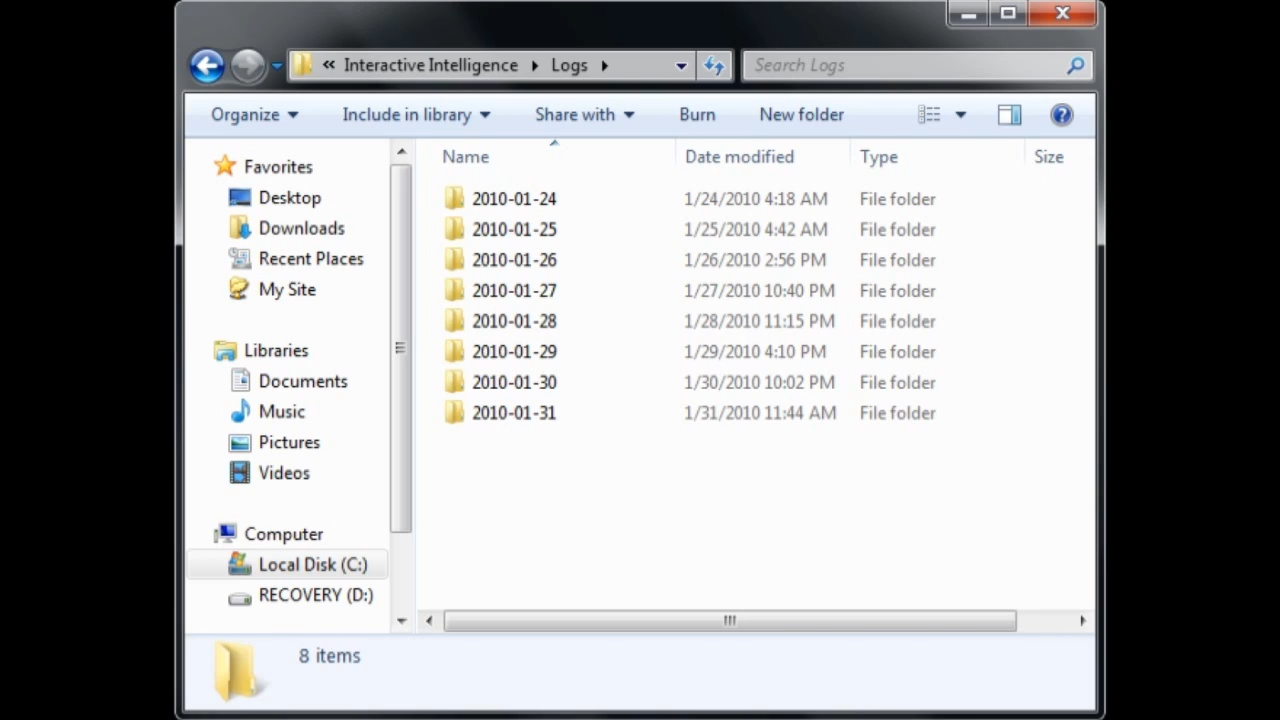 « Interactive Intelligence Logs
Search Logs
Organize Include in library Share with Burn New folder
Favorites
Desktop
Downloads
Recent Places
My Site
Libraries
Documents
Music
Pictures
Videos
Computer
Local Disk (C:)
RECOVERY (D:)
Name Date modified Type Size
2010-01-24 1/24/2010 4:18 AM File folder
2010-01-25 1/25/2010 4:42 AM File folder
2010-01-26 1/26/2010 2:56 PM File folder
2010-01-27 1/27/2010 10:40 PM File folder
2010-01-28 1/28/2010 11:15 PM File folder
2010-01-29 1/29/2010 4:10 PM File folder
2010-01-30 1/30/2010 10:02 PM File folder
2010-01-31 1/31/2010 11:44 AM File folder
8 items